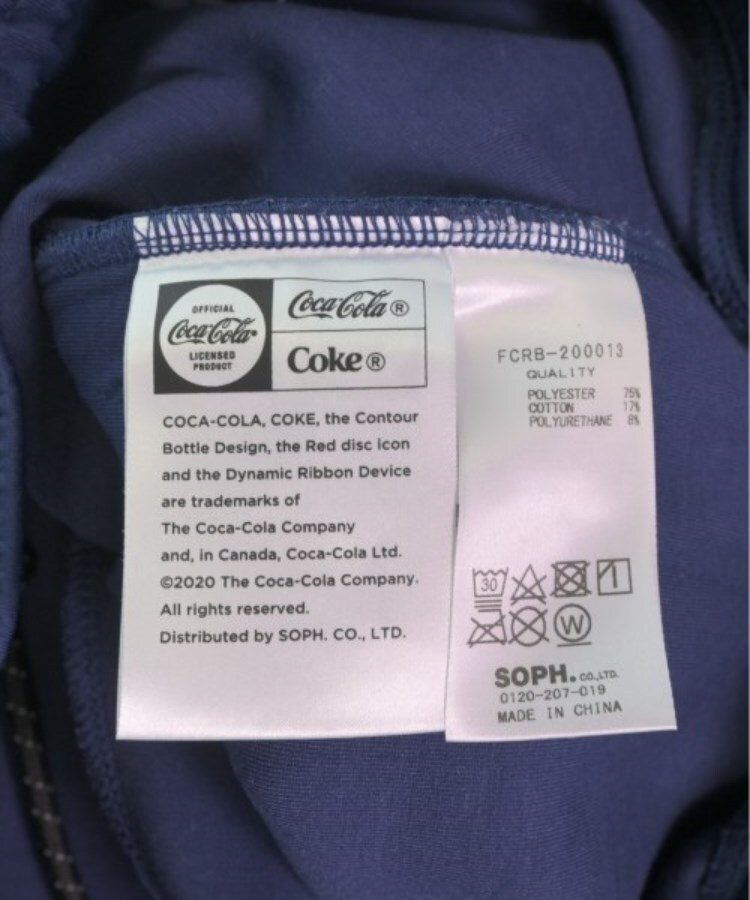 OFFICIAL
Coca-Cola®
LICENSED
PRODUCT
Coca-Cola®
Coke®
COCA-COLA, COKE, the Contour
Bottle Design, the Red disc icon
and the Dynamic Ribbon Device
are trademarks of
The Coca-Cola Company
and, in Canada, Coca-Cola Ltd.
©2020 The Coca-Cola Company.
All rights reserved.
Distributed by SOPH. CO., LTD.
FCRB-200013
QUALITY
POLYESTER 75%
COTTON 17%
POLYURETHANE 8%
30
W
SOPH. CO.,LTD.
0120-207-019
MADE IN CHINA